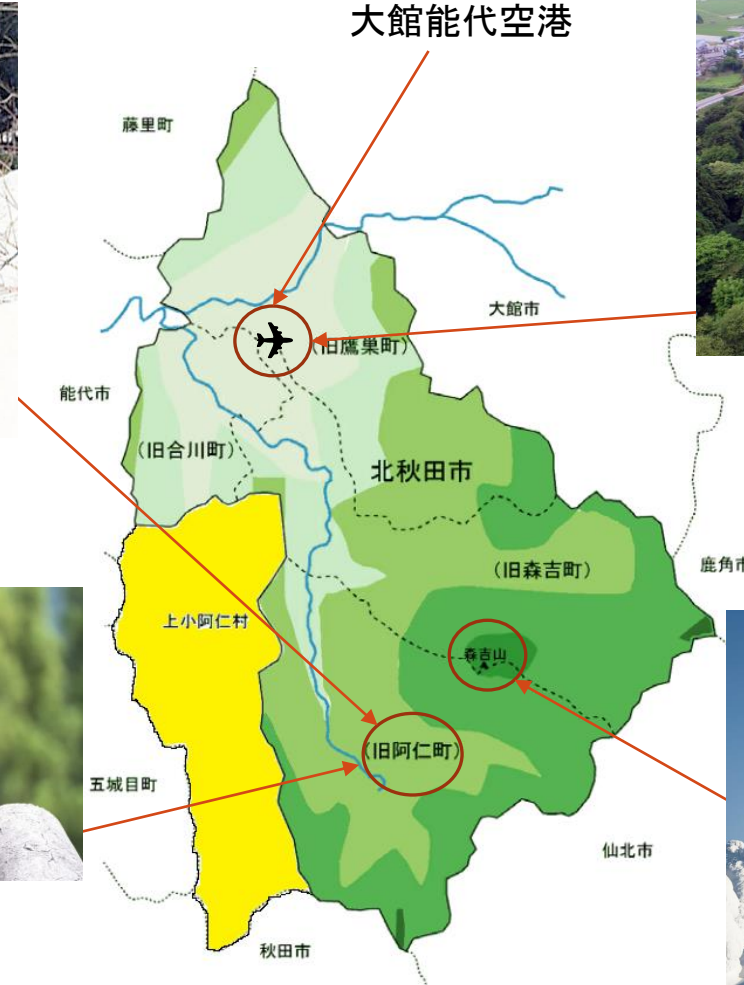 大館能代空港
藤里町
大館市
(旧鷹巣町)
能代市
(旧合川町)
北秋田市
(旧森吉町)
鹿角市
上小阿仁村
森吉山
(旧阿仁町)
五城目町
仙北市
秋田市